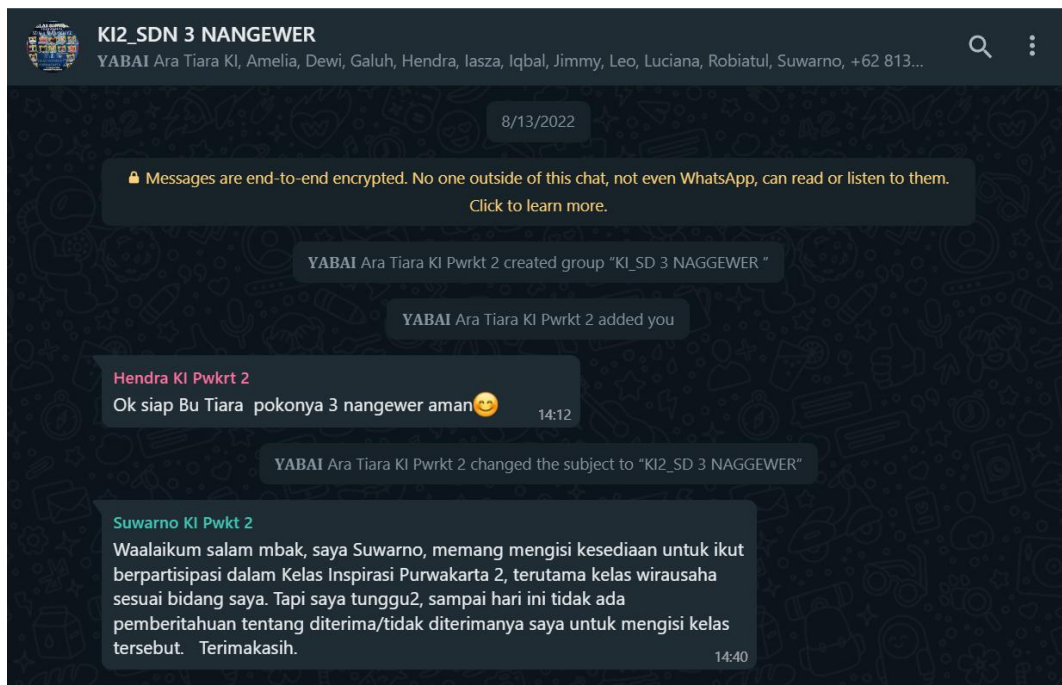 KI2_SDN 3 NANGEWER
YABAI Ara Tiara KI, Amelia, Dewi, Galuh, Hendra, Iasza, Iqbal, Jimmy, Leo, Luciana, Robiatul, Suwarno, +62 813...
8/13/2022
Messages are end-to-end encrypted. No one outside of this chat, not even WhatsApp, can read or listen to them.
Click to learn more.
YABAI Ara Tiara KI Pwrkt 2 created group “KI_SD 3 NAGGEWER ”
YABAI Ara Tiara KI Pwrkt 2 added you
Hendra KI Pwkrt 2
Ok siap Bu Tiara pokonya 3 nangewer aman😊
14:12
YABAI Ara Tiara KI Pwrkt 2 changed the subject to “KI2_SD 3 NAGGEWER”
Suwarno KI Pwkt 2
Waalaikum salam mbak, saya Suwarno, memang mengisi kesediaan untuk ikut
berpartisipasi dalam Kelas Inspirasi Purwakarta 2, terutama kelas wirausaha
sesuai bidang saya. Tapi saya tunggu2, sampai hari ini tidak ada
pemberitahuan tentang diterima/tidak diterimanya saya untuk mengisi kelas
tersebut. Terimakasih.
14:40